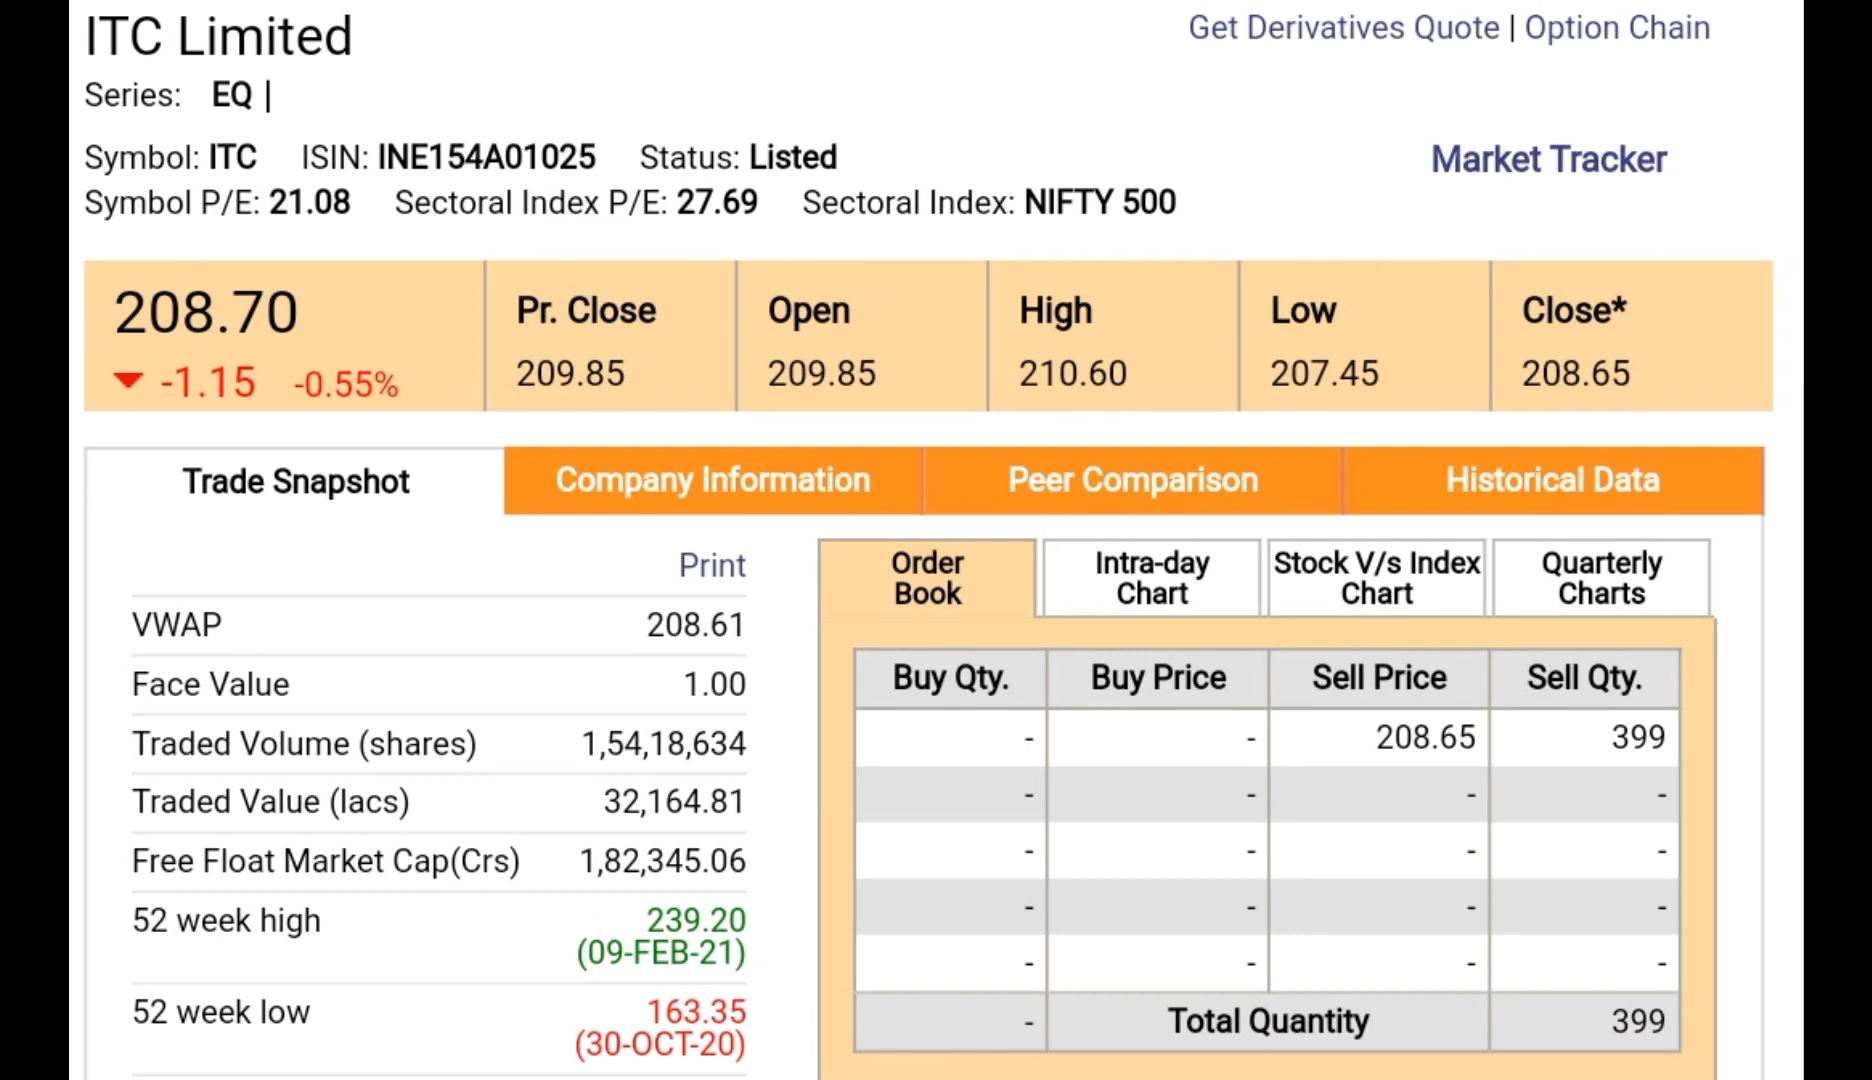 ITC Limited
Get Derivatives Quote | Option Chain
Series: EQ |
Symbol: ITC ISIN: INE154A01025 Status: Listed
Market Tracker
Symbol P/E: 21.08 Sectoral Index P/E: 27.69 Sectoral Index: NIFTY 500
208.70
-1.15 -0.55%
Pr. Close
209.85
Open
209.85
High
210.60
Low
207.45
Close*
208.65
Trade Snapshot
Company Information
Peer Comparison
Historical Data
Print
VWAP 208.61
Face Value 1.00
Traded Volume (shares) 1,54,18,634
Traded Value (lacs) 32,164.81
Free Float Market Cap(Crs) 1,82,345.06
52 week high 239.20
(09-FEB-21)
52 week low 163.35
(30-OCT-20)
Order
Book
Intra-day
Chart
Stock V/s Index
Chart
Quarterly
Charts
Buy Qty. Buy Price Sell Price Sell Qty.
- - 208.65 399
- - - -
- - - -
- - - -
- - - -
- Total Quantity 399